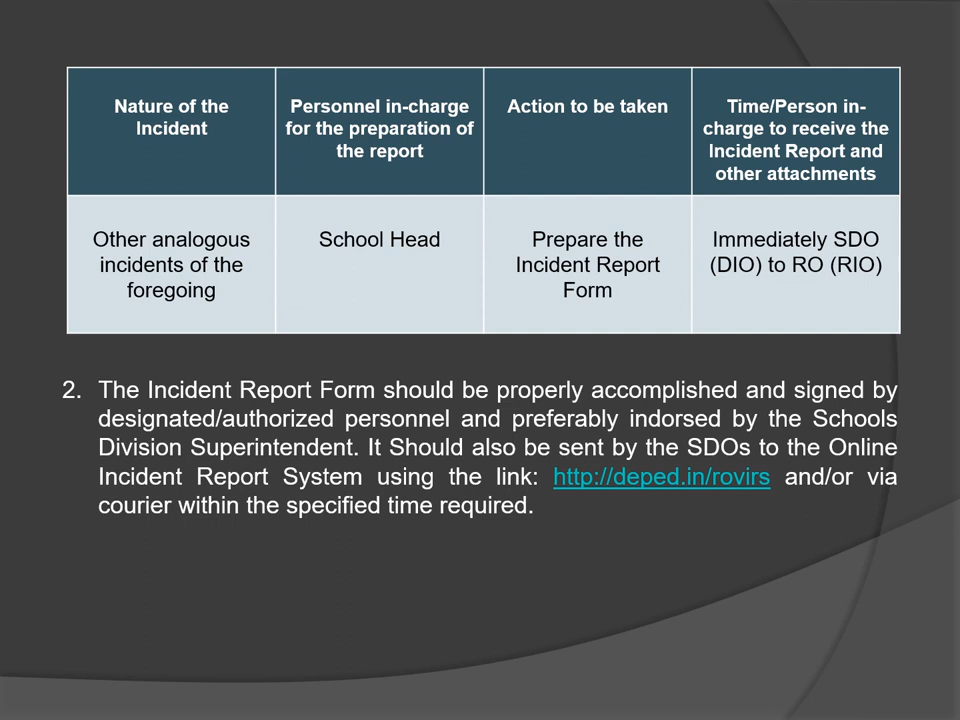 Nature of the
Incident
Personnel in-charge
for the preparation of
the report
Action to be taken
Time/Person in-
charge to receive the
Incident Report and
other attachments
Other analogous
incidents of the
foregoing
School Head
Prepare the
Incident Report
Form
Immediately SDO
(DIO) to RO (RIO)
2. The Incident Report Form should be properly accomplished and signed by
designated/authorized personnel and preferably indorsed by the Schools
Division Superintendent. It Should also be sent by the SDOs to the Online
Incident Report System using the link: http://deped.in/rovirs and/or via
courier within the specified time required.